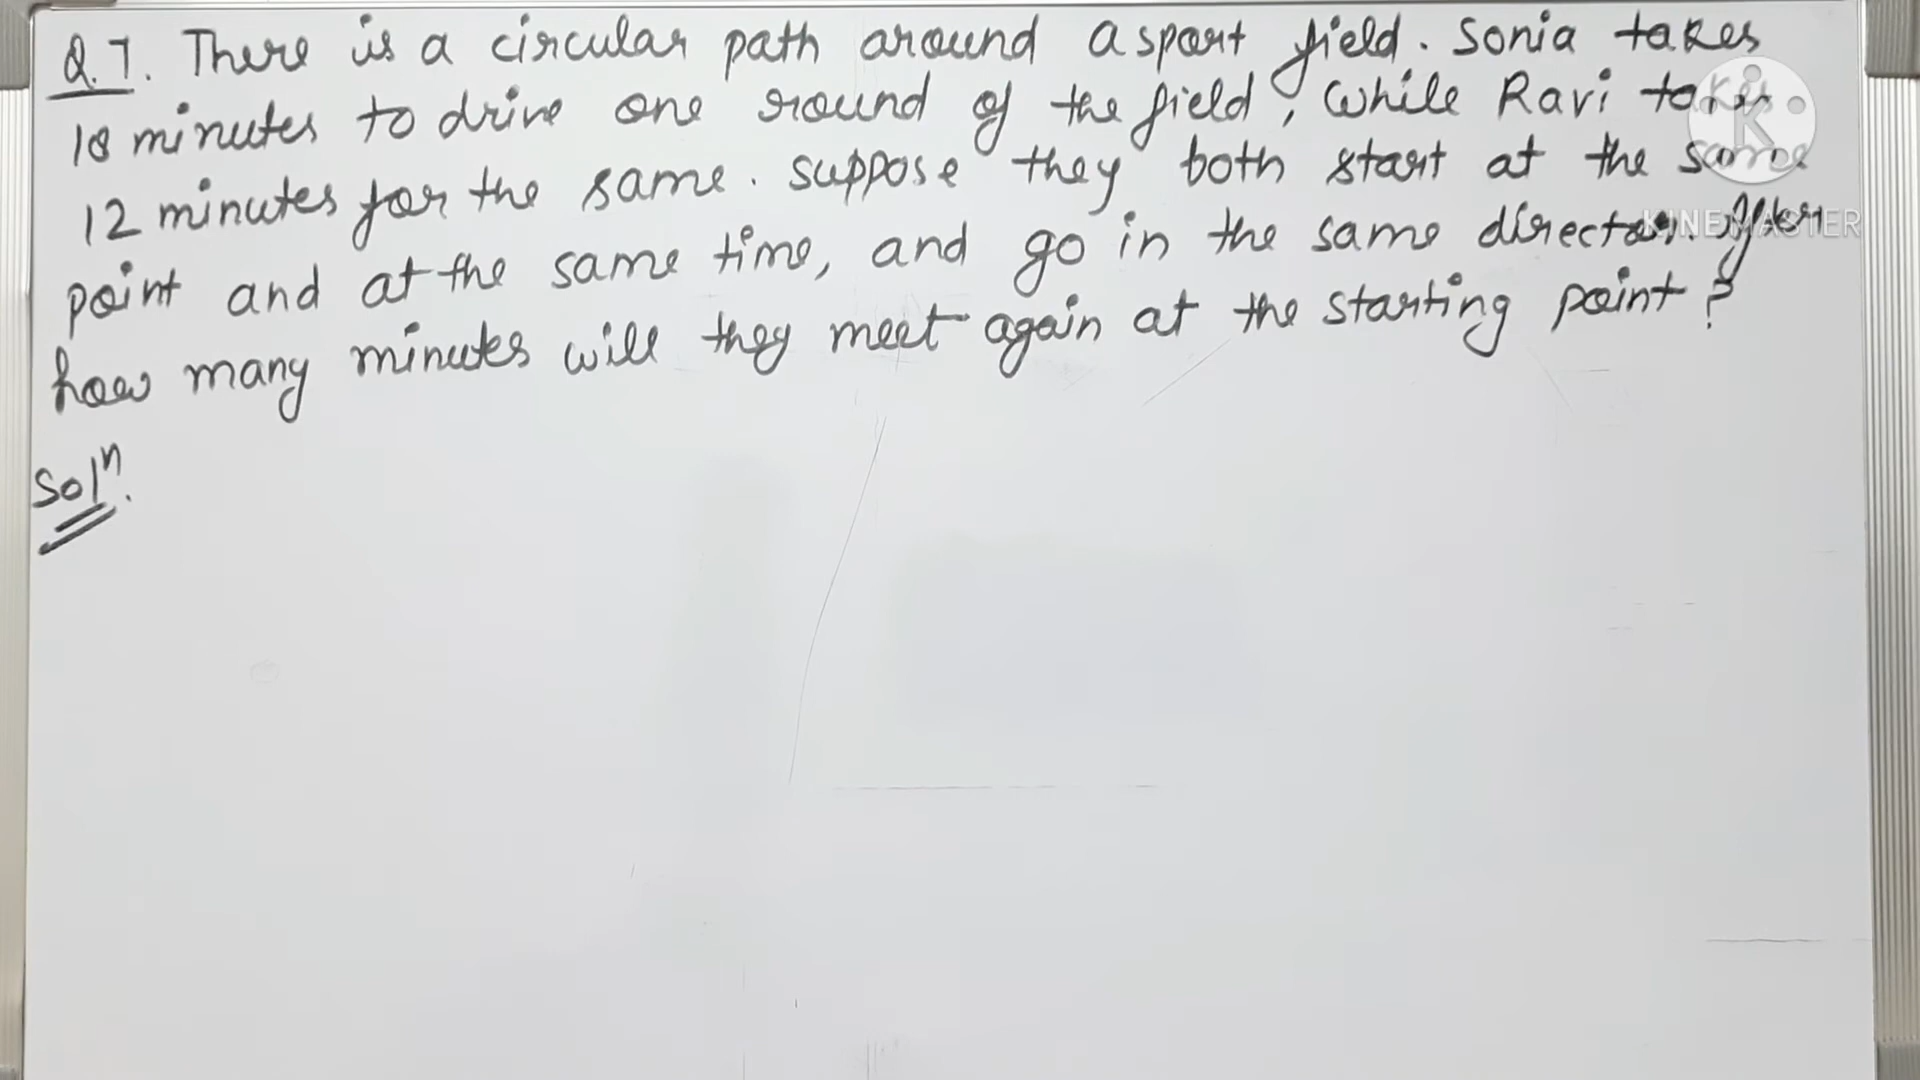 Q.7. There is a circular path around a sport field. Sonia takes
18 minutes to drive one round of the field, while Ravi takes
12 minutes for the same. suppose they both start at the same
point and at the same time, and go in the same direction. After
KINEMASTER
how many minutes will they meet again at the starting point?
Solⁿ.